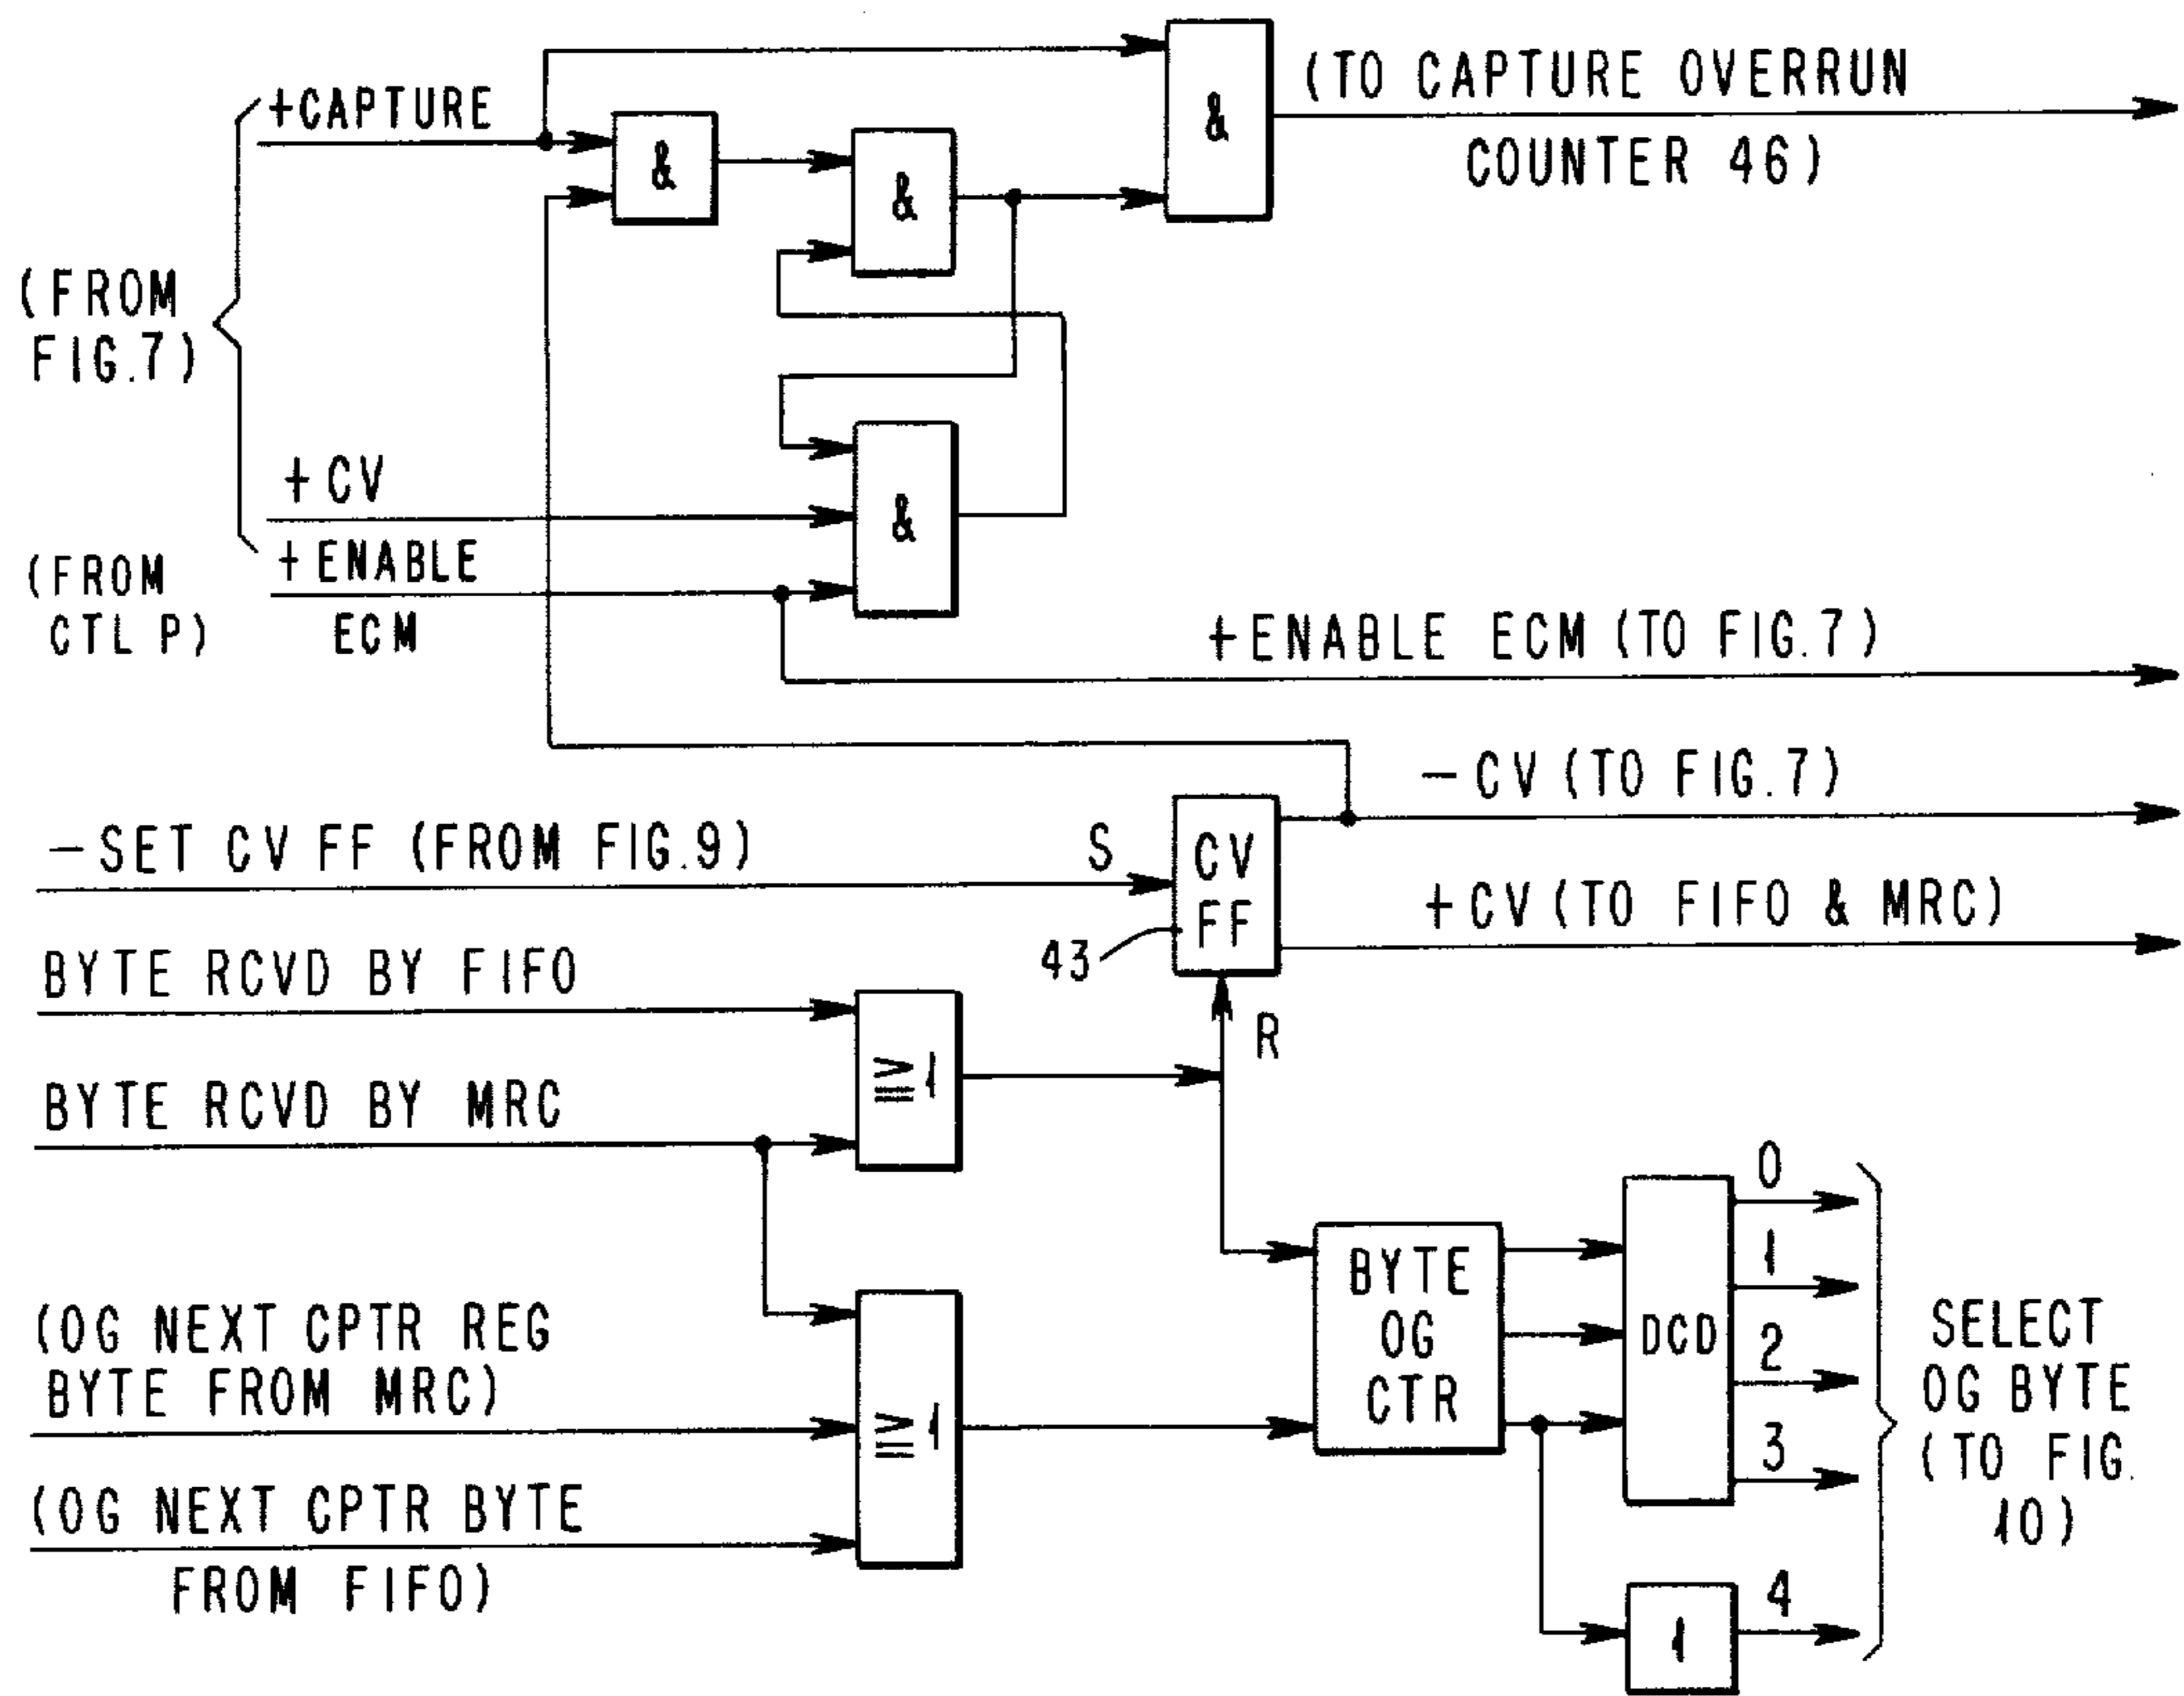 +CAPTURE
&
&
&
(TO CAPTURE OVERRUN
COUNTER 46)
(FROM
FIG.7)
+CV
&
(FROM
CTL P)
+ENABLE
ECM
+ENABLE ECM (TO FIG.7)
-CV (TO FIG.7)
-SET CV FF (FROM FIG.9)
S
CV
FF
+CV (TO FIFO & MRC)
43
BYTE RCVD BY FIFO
R
≧1
BYTE RCVD BY MRC
(OG NEXT CPTR REG
BYTE FROM MRC)
≧1
(OG NEXT CPTR BYTE
FROM FIFO)
BYTE
OG
CTR
DCD
0
1
2
3
4
1
SELECT
OG BYTE
(TO FIG.
10)